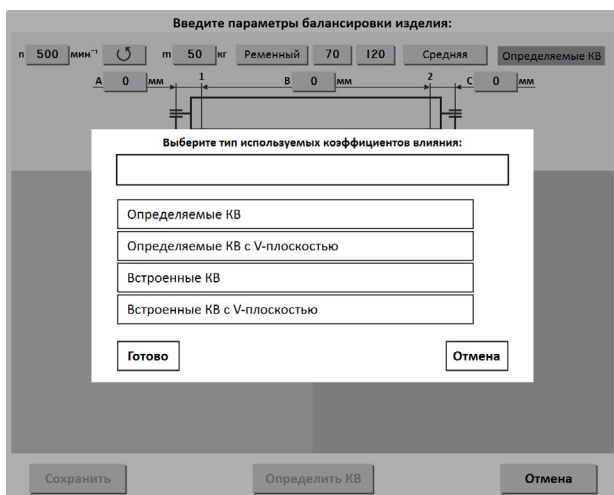 Введите параметры балансировки изделия:
n 500 мин⁻¹ m 50 кг Ременный 70 120 Средняя Определяемые КВ
A 0 мм 1 B 0 мм 2 C 0 мм
Выберите тип используемых коэффициентов влияния:
Определяемые КВ
Определяемые КВ с V-плоскостью
Встроенные КВ
Встроенные КВ с V-плоскостью
Готово Отмена
Сохранить Определить КВ Отмена